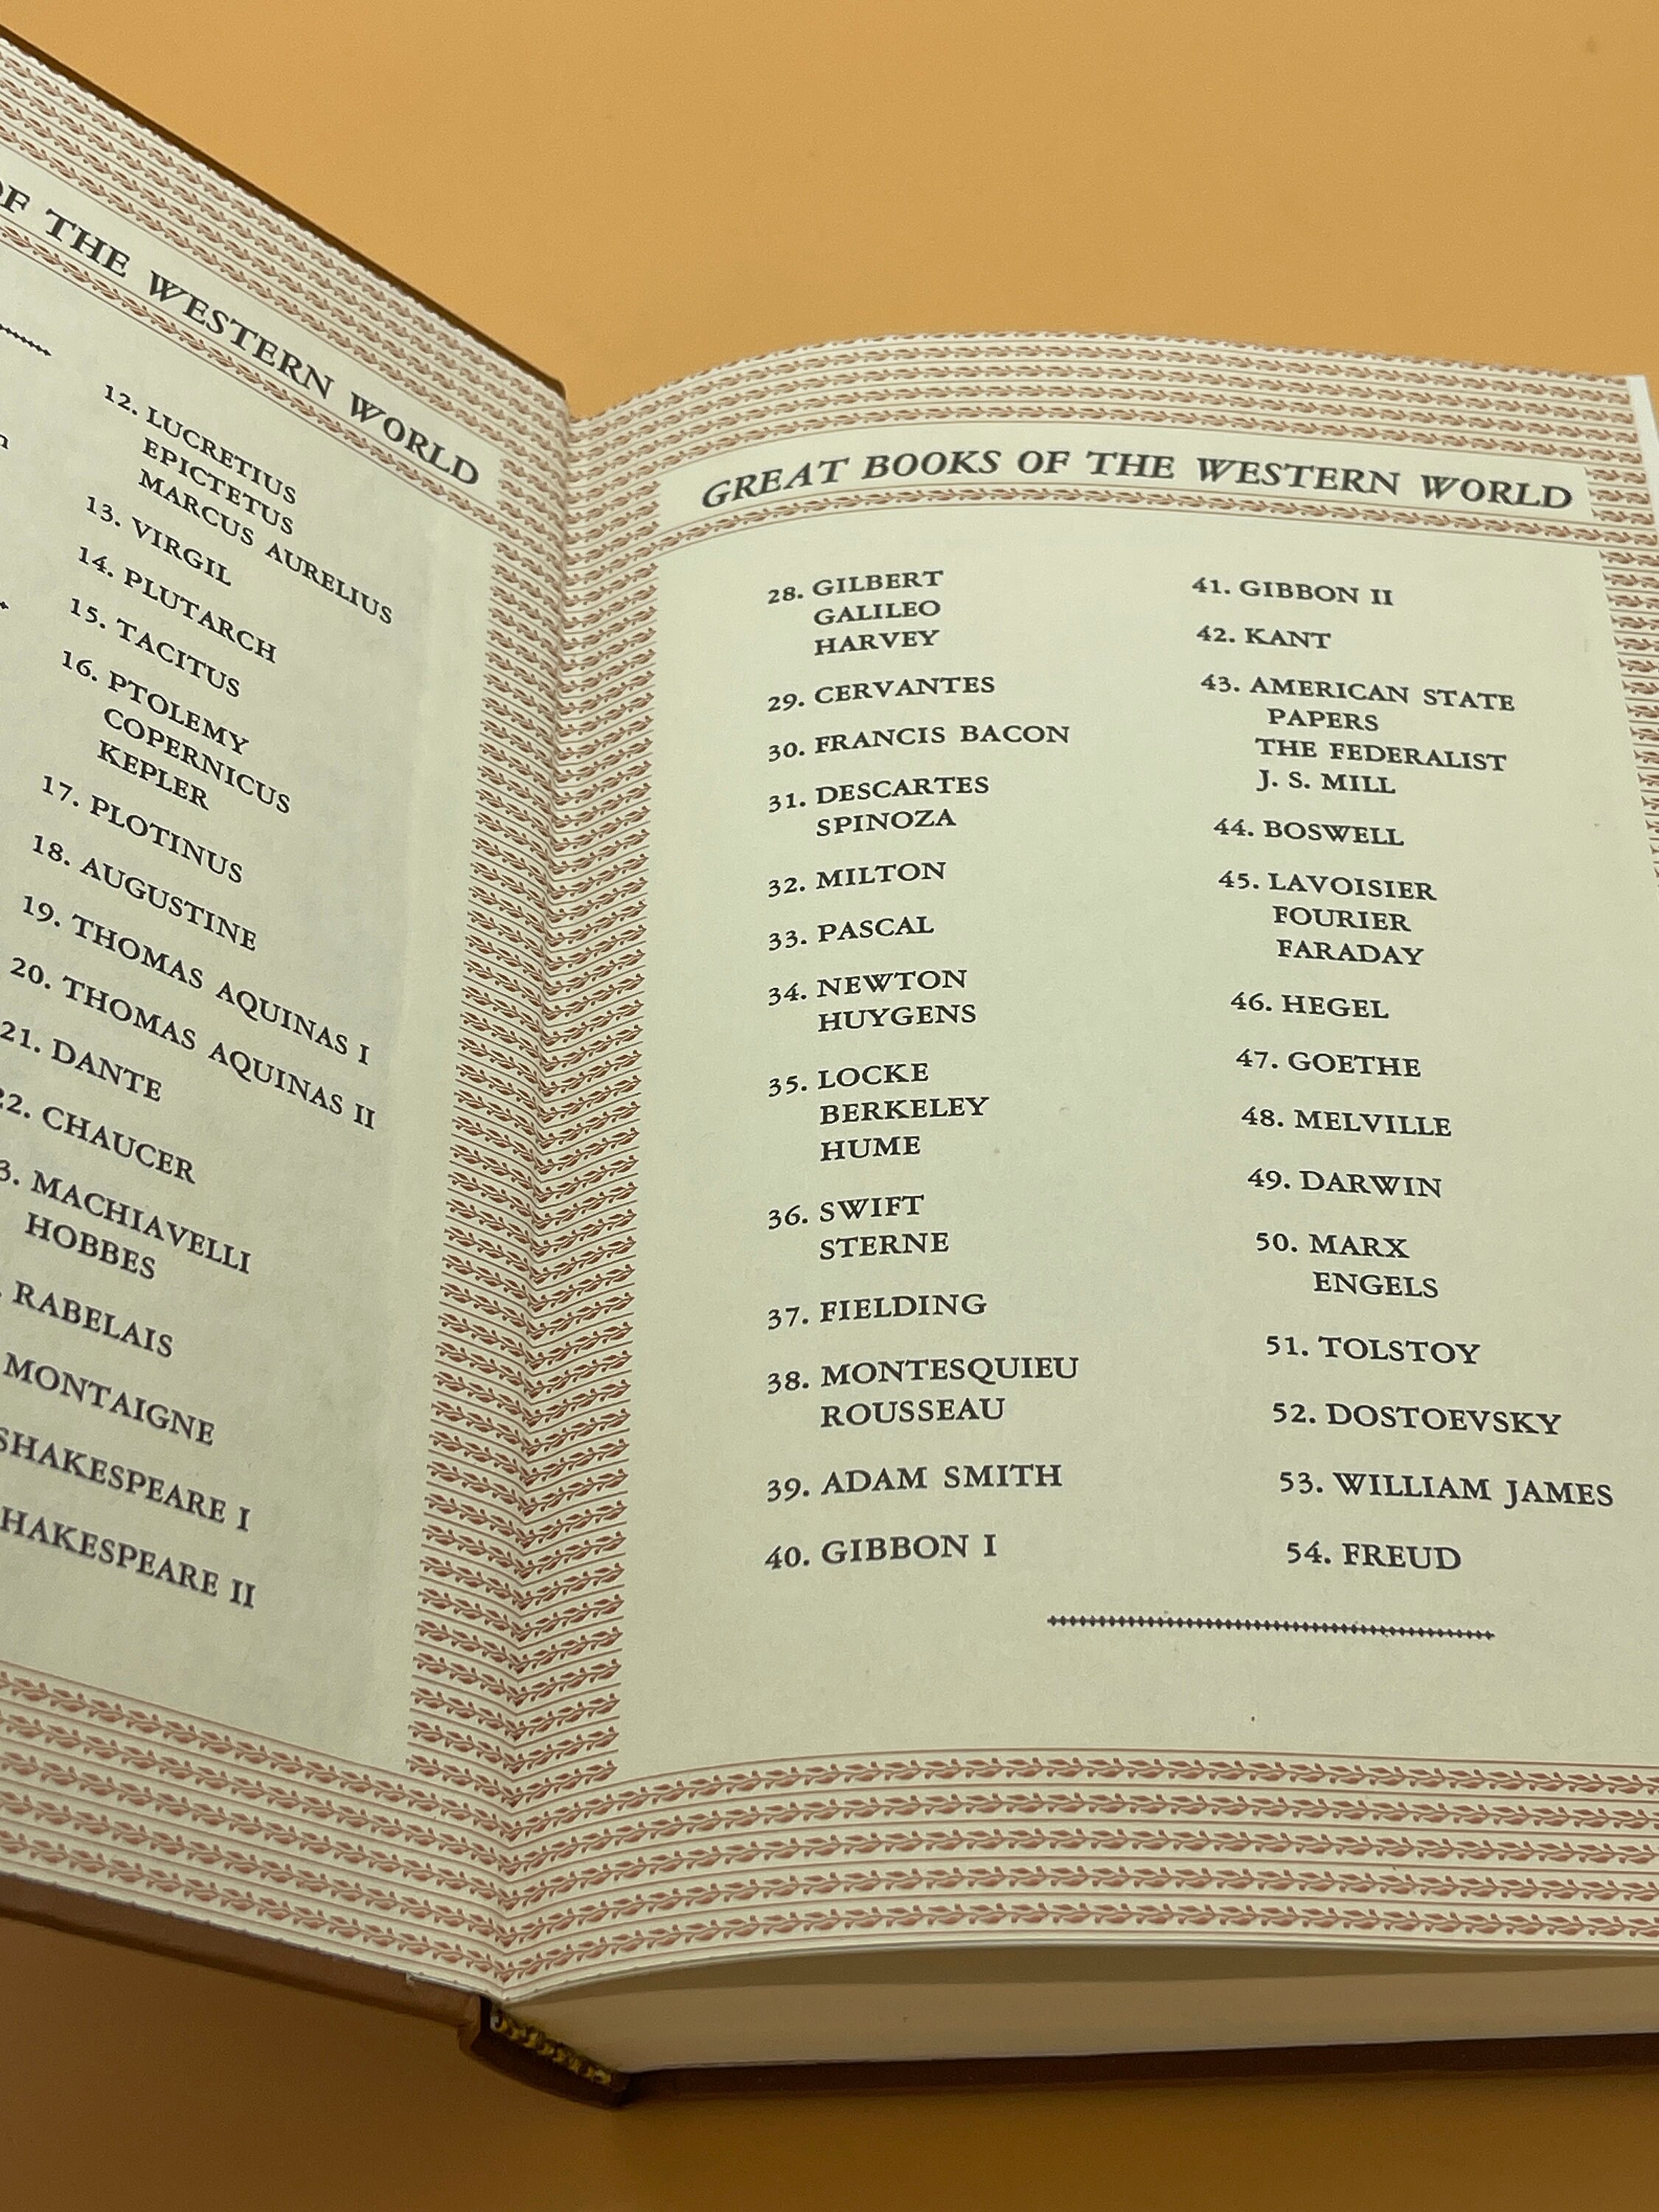 OF THE WESTERN WORLD
12. LUCRETIUS
EPICTETUS
MARCUS AURELIUS
13. VIRGIL
14. PLUTARCH
15. TACITUS
16. PTOLEMY
COPERNICUS
KEPLER
17. PLOTINUS
18. AUGUSTINE
19. THOMAS AQUINAS I
20. THOMAS AQUINAS II
21. DANTE
22. CHAUCER
3. MACHIAVELLI
HOBBES
. RABELAIS
MONTAIGNE
SHAKESPEARE I
HAKESPEARE II
GREAT BOOKS OF THE WESTERN WORLD
28. GILBERT
GALILEO
HARVEY
29. CERVANTES
30. FRANCIS BACON
31. DESCARTES
SPINOZA
32. MILTON
33. PASCAL
34. NEWTON
HUYGENS
35. LOCKE
BERKELEY
HUME
36. SWIFT
STERNE
37. FIELDING
38. MONTESQUIEU
ROUSSEAU
39. ADAM SMITH
40. GIBBON I
41. GIBBON II
42. KANT
43. AMERICAN STATE
PAPERS
THE FEDERALIST
J. S. MILL
44. BOSWELL
45. LAVOISIER
FOURIER
FARADAY
46. HEGEL
47. GOETHE
48. MELVILLE
49. DARWIN
50. MARX
ENGELS
51. TOLSTOY
52. DOSTOEVSKY
53. WILLIAM JAMES
54. FREUD